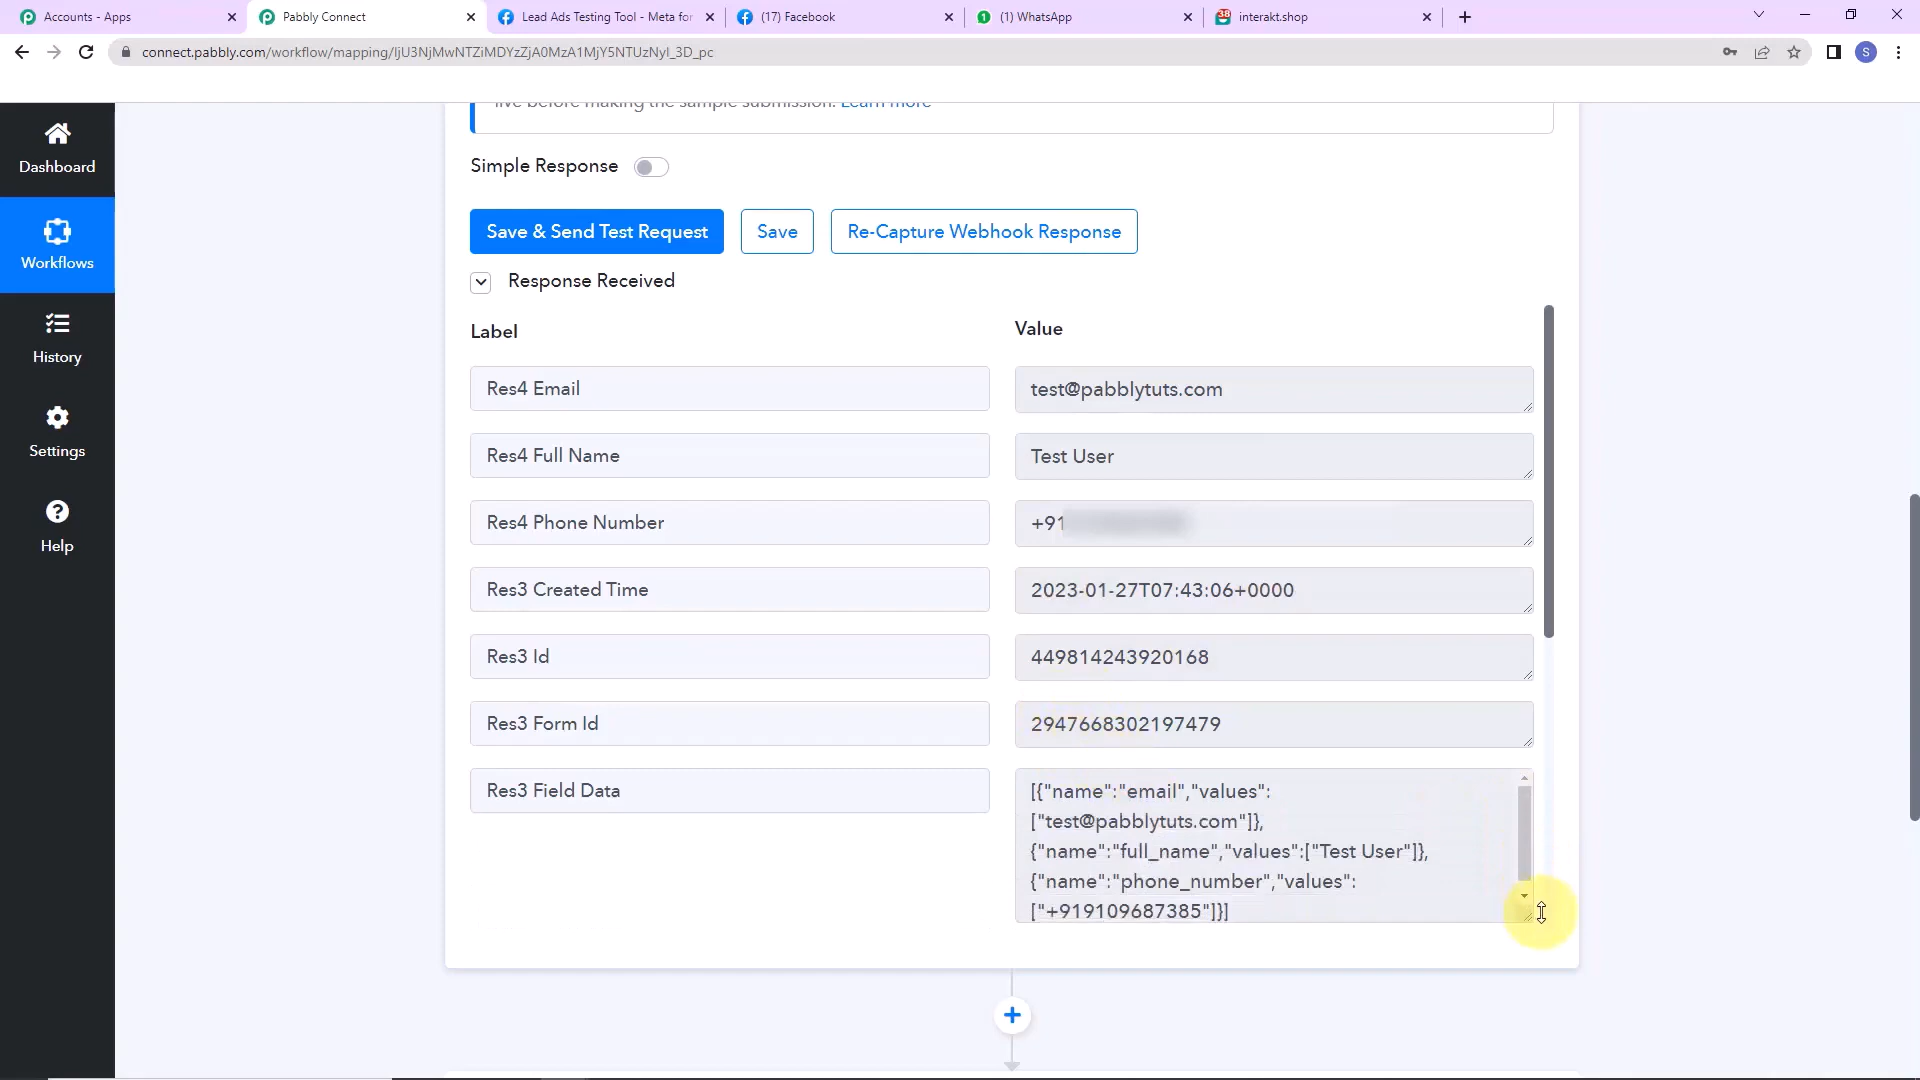 Accounts - Apps
Pabbly Connect
Lead Ads Testing Tool - Meta for
(17) Facebook
(1) WhatsApp
interakt.shop
connect.pabbly.com/workflow/mapping/IjU3NjMwNTZiMDYzZjA0MzA1MjY5NTUzNyI_3D_pc
S
live before making the sample submission. Learn more
Dashboard
Simple Response
Save & Send Test Request
Save
Re-Capture Webhook Response
Workflows
Response Received
Label
Value
History
Res4 Email
test@pabblytuts.com
Settings
Res4 Full Name
Test User
Res4 Phone Number
+91
Help
Res3 Created Time
2023-01-27T07:43:06+0000
Res3 Id
449814243920168
Res3 Form Id
2947668302197479
Res3 Field Data
[{"name":"email","values":
["test@pabblytuts.com"]},
{"name":"full_name","values":["Test User"]},
{"name":"phone_number","values":
["+919109687385"]}]